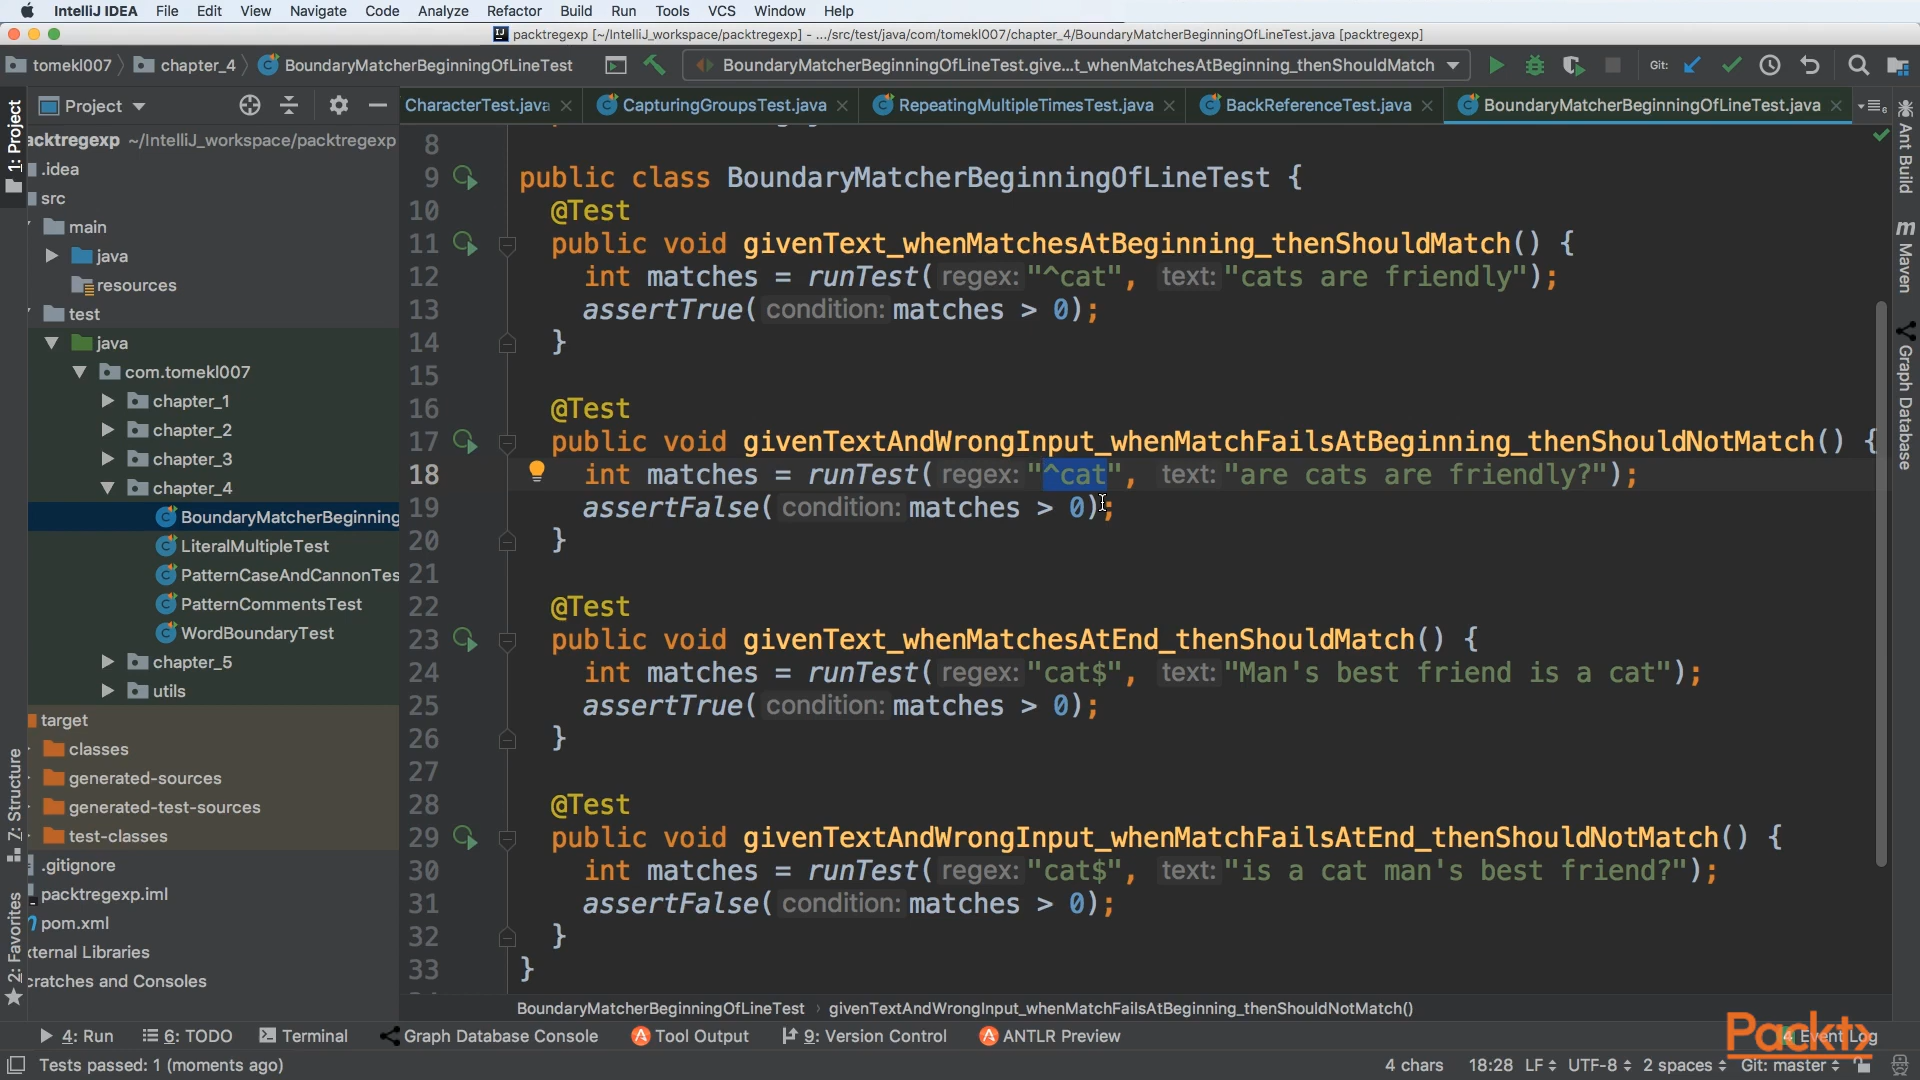 IntelliJ IDEA File Edit View Navigate Code Analyze Refactor Build Run Tools VCS Window Help
packtregexp [~/IntelliJ_workspace/packtregexp] - .../src/test/java/com/tomekl007/chapter_4/BoundaryMatcherBeginningOfLineTest.java [packtregexp]
tomekl007 chapter_4 BoundaryMatcherBeginningOfLineTest BoundaryMatcherBeginningOfLineTest.give...t_whenMatchesAtBeginning_thenShouldMatch Git:
Project CharacterTest.java CapturingGroupsTest.java RepeatingMultipleTimesTest.java BackReferenceTest.java BoundaryMatcherBeginningOfLineTest.java
1: Project
7: Structure
2: Favorites
acktregexp ~/IntelliJ_workspace/packtregexp
.idea
src
main
java
resources
test
java
com.tomekl007
chapter_1
chapter_2
chapter_3
chapter_4
BoundaryMatcherBeginning
LiteralMultipleTest
PatternCaseAndCannonTes
PatternCommentsTest
WordBoundaryTest
chapter_5
utils
target
classes
generated-sources
generated-test-sources
test-classes
.gitignore
packtregexp.iml
pom.xml
xternal Libraries
cratches and Consoles
8
9 public class BoundaryMatcherBeginningOfLineTest {
10 @Test
11 public void givenText_whenMatchesAtBeginning_thenShouldMatch() {
12 int matches = runTest( regex: "^cat", text: "cats are friendly");
13 assertTrue( condition: matches > 0);
14 }
15
16 @Test
17 public void givenTextAndWrongInput_whenMatchFailsAtBeginning_thenShouldNotMatch() {
18 int matches = runTest( regex: "^cat", text: "are cats are friendly?");
19 assertFalse( condition: matches > 0);
20 }
21
22 @Test
23 public void givenText_whenMatchesAtEnd_thenShouldMatch() {
24 int matches = runTest( regex: "cat$", text: "Man's best friend is a cat");
25 assertTrue( condition: matches > 0);
26 }
27
28 @Test
29 public void givenTextAndWrongInput_whenMatchFailsAtEnd_thenShouldNotMatch() {
30 int matches = runTest( regex: "cat$", text: "is a cat man's best friend?");
31 assertFalse( condition: matches > 0);
32 }
33 }
Ant Build
m Maven
Graph Database
BoundaryMatcherBeginningOfLineTest › givenTextAndWrongInput_whenMatchFailsAtBeginning_thenShouldNotMatch()
4: Run 6: TODO Terminal Graph Database Console Tool Output 9: Version Control ANTLR Preview Event Log
Packt>
Tests passed: 1 (moments ago) 4 chars 18:28 LF UTF-8 2 spaces Git: master